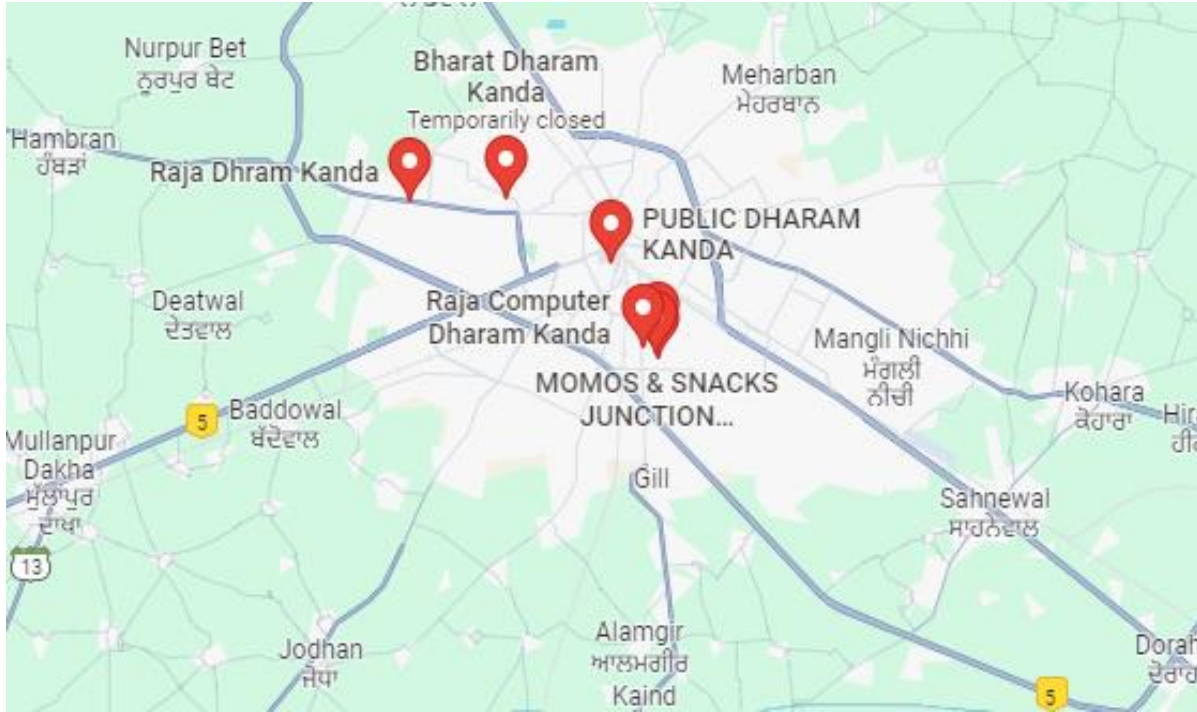 Nurpur Bet
ਨੂਰਪੁਰ ਬੇਟ
Bharat Dharam
Kanda
Temporarily closed
Meharban
ਮੇਹਰਬਾਨ
Hambran
ਹੰਬੜਾਂ
Raja Dhram Kanda
PUBLIC DHARAM
KANDA
Deatwal
ਦੇਤਵਾਲ
Raja Computer
Dharam Kanda
Mangli Nichhi
ਮੰਗਲੀ
ਨੀਚੀ
MOMOS & SNACKS
JUNCTION...
Kohara
ਕੋਹਾਰਾ
5
Baddowal
ਬੱਦੋਵਾਲ
Mullanpur
Dakha
ਮੁੱਲਾਂਪੁਰ
ਦਾਖਾ
Gill
Sahnewal
ਸਾਹਨੇਵਾਲ
13
Jodhan
ਜੋਧਾਂ
Alamgir
ਆਲਮਗੀਰ
Kaind
5